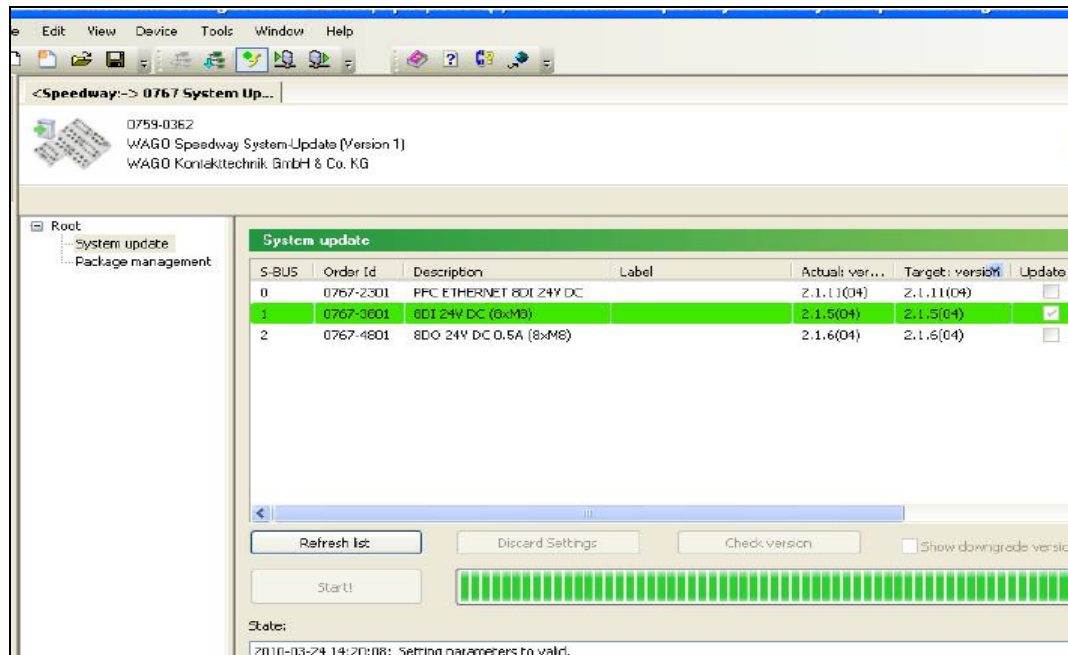 Edit View Device Tools Window Help
<Speedway:-> 0767 System Up...
0759-0362
WAGO Speedway System-Update (Version 1)
WAGO Kontakttechnik GmbH & Co. KG
Root
System update
Package management
System update
S-BUS Order Id Description Label Actual: ver... Target: version Update
0 0767-2301 PFC ETHERNET 8DI 24V DC 2.1.11(04) 2.1.11(04)
1 0767-3801 8DI 24V DC (8xM8) 2.1.5(04) 2.1.5(04)
2 0767-4801 8DO 24V DC 0.5A (8xM8) 2.1.6(04) 2.1.6(04)
Refresh list Discard Settings Check version Show downgrade versio
Start!
State:
2010-03-24 14:20:08: Setting parameters to valid.